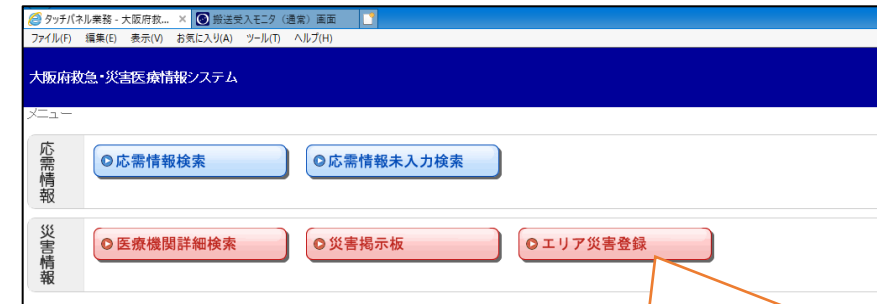 タッチパネル業務 - 大阪府救... × 搬送受入モニタ（通常）画面
ファイル(F) 編集(E) 表示(V) お気に入り(A) ツール(T) ヘルプ(H)
大阪府救急・災害医療情報システム
メニュー
応需情報
応需情報検索
応需情報未入力検索
災害情報
医療機関詳細検索
災害掲示板
エリア災害登録